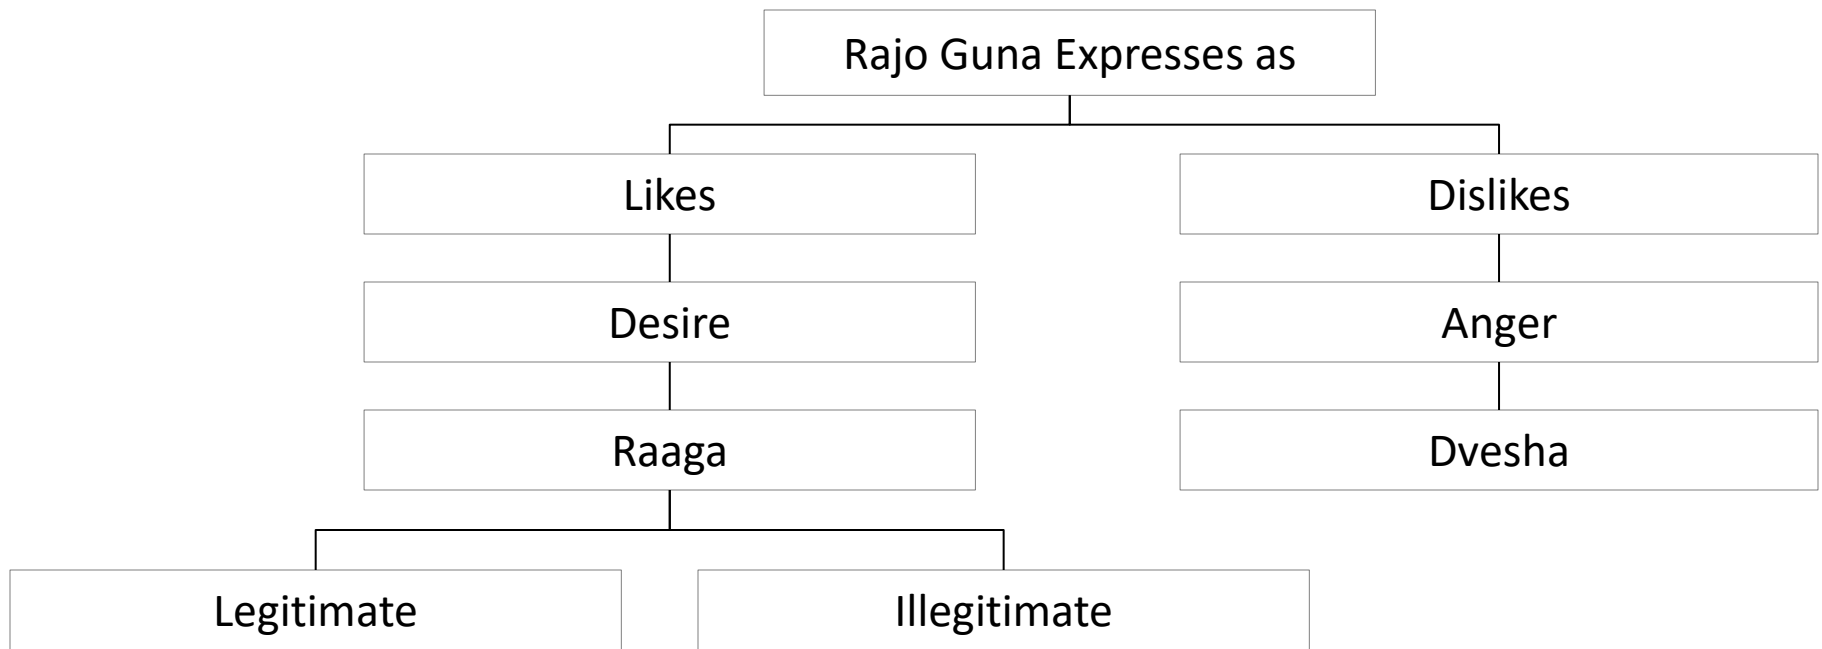 Rajo Guna Expresses as
Likes
Dislikes
Desire
Anger
Raaga
Dvesha
Legitimate
Illegitimate